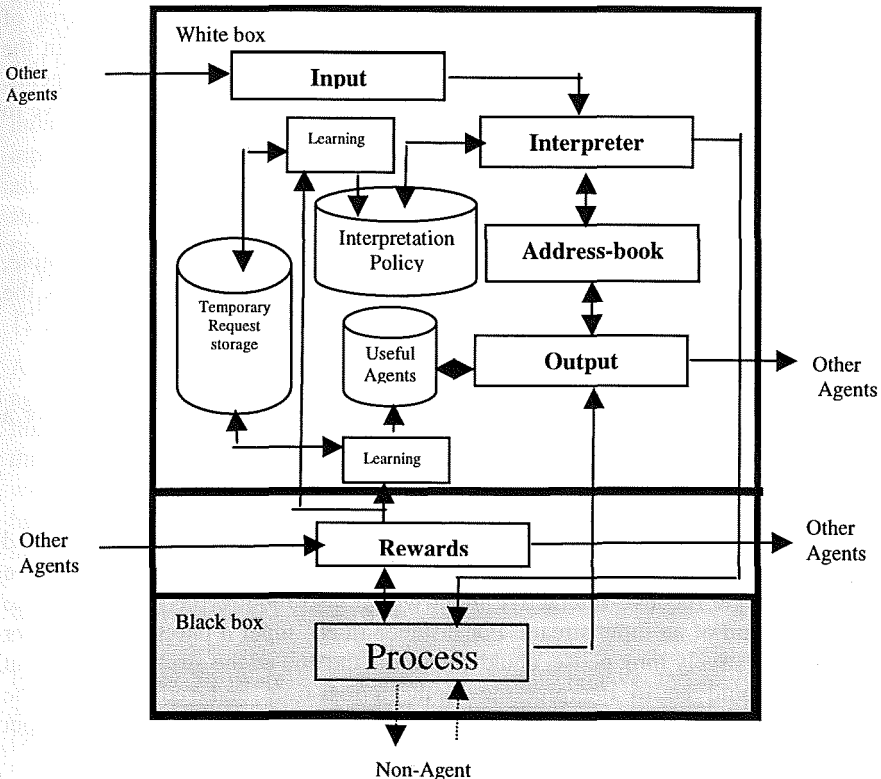 White box
Other
Agents
Input
Learning
Interpreter
Interpretation
Policy
Address-book
Temporary
Request
storage
Useful
Agents
Output
Other
Agents
Learning
Other
Agents
Rewards
Other
Agents
Black box
Process
Non-Agent